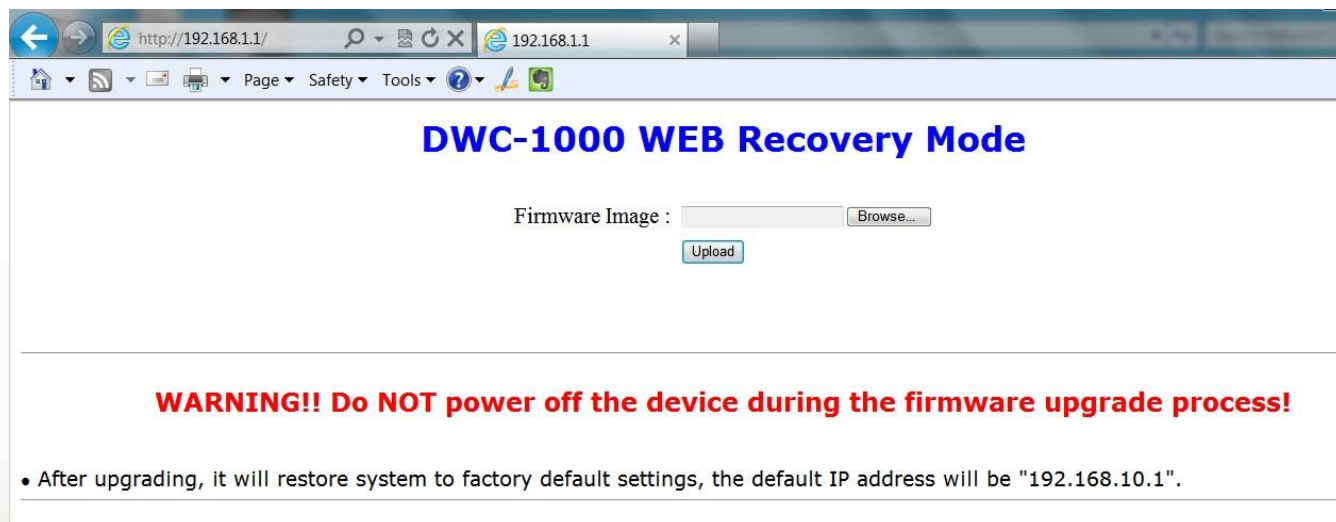 http://192.168.1.1/
192.168.1.1
Page Safety Tools
DWC-1000 WEB Recovery Mode
Firmware Image :
Browse...
Upload
WARNING!! Do NOT power off the device during the firmware upgrade process!
• After upgrading, it will restore system to factory default settings, the default IP address will be "192.168.10.1".